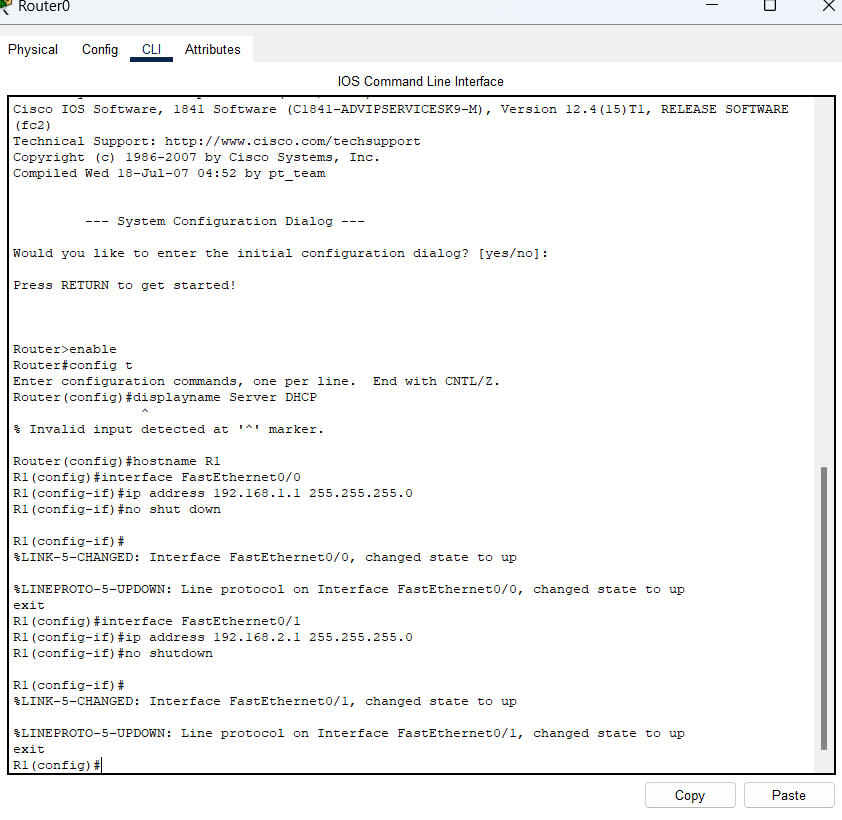 Router0
Physical Config CLI Attributes
IOS Command Line Interface
Cisco IOS Software, 1841 Software (C1841-ADVIPSERVICESK9-M), Version 12.4(15)T1, RELEASE SOFTWARE
(fc2)
Technical Support: http://www.cisco.com/techsupport
Copyright (c) 1986-2007 by Cisco Systems, Inc.
Compiled Wed 18-Jul-07 04:52 by pt_team
--- System Configuration Dialog ---
Would you like to enter the initial configuration dialog? [yes/no]:
Press RETURN to get started!
Router>enable
Router#config t
Enter configuration commands, one per line.  End with CNTL/Z.
Router(config)#displayname Server DHCP
^
% Invalid input detected at '^' marker.
Router(config)#hostname R1
R1(config)#interface FastEthernet0/0
R1(config-if)#ip address 192.168.1.1 255.255.255.0
R1(config-if)#no shut down
R1(config-if)#
%LINK-5-CHANGED: Interface FastEthernet0/0, changed state to up
%LINEPROTO-5-UPDOWN: Line protocol on Interface FastEthernet0/0, changed state to up
exit
R1(config)#interface FastEthernet0/1
R1(config-if)#ip address 192.168.2.1 255.255.255.0
R1(config-if)#no shutdown
R1(config-if)#
%LINK-5-CHANGED: Interface FastEthernet0/1, changed state to up
%LINEPROTO-5-UPDOWN: Line protocol on Interface FastEthernet0/1, changed state to up
exit
R1(config)#
Copy Paste